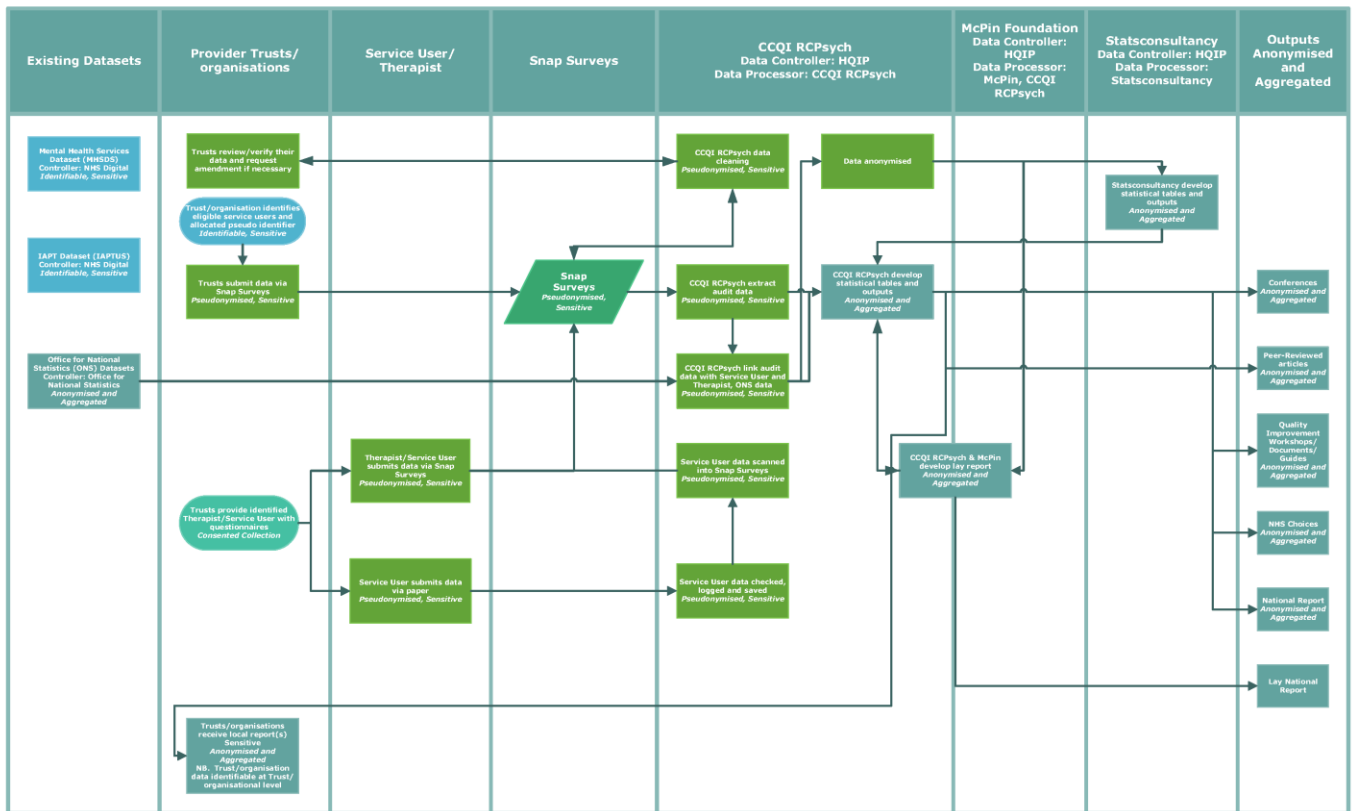 Existing Datasets
Provider Trusts/
organisations
Service User/
Therapist
Snap Surveys
CCQI RCPsych
Data Controller: HQIP
Data Processor: CCQI RCPsych
McPin Foundation
Data Controller:
HQIP
Data Processor:
McPin, CCQI
RCPsych
Statsconsultancy
Data Controller: HQIP
Data Processor:
Statsconsultancy
Outputs
Anonymised
and
Aggregated
Mental Health Services
Dataset (MHSDS)
Controller: NHS Digital
Identifiable, Sensitive
IAPT Dataset (IAPTUS)
Controller: NHS Digital
Identifiable, Sensitive
Office for National
Statistics (ONS) Datasets
Controller: Office for
National Statistics
Anonymised and
Aggregated
Trusts review/verify their
data and request
amendment if necessary
Trust/organisation identifies
eligible service users and
allocated pseudo identifier
Identifiable, Sensitive
Trusts submit data via
Snap Surveys
Pseudonymised, Sensitive
Trusts provide identified
Therapist/Service User with
questionnaires
Consented Collection
Trusts/organisations
receive local report(s)
Sensitive
Anonymised and
Aggregated
NB. Trust/organisation
data identifiable at Trust/
organisational level
Therapist/Service User
submits data via Snap
Surveys
Pseudonymised, Sensitive
Service User submits data
via paper
Pseudonymised, Sensitive
Snap
Surveys
Pseudonymised,
Sensitive
CCQI RCPsych data
cleaning
Pseudonymised, Sensitive
CCQI RCPsych extract
audit data
Pseudonymised, Sensitive
CCQI RCPsych link audit
data with Service User and
Therapist, ONS data
Pseudonymised, Sensitive
Service User data scanned
into Snap Surveys
Pseudonymised, Sensitive
Service User data checked,
logged and saved
Pseudonymised, Sensitive
Data anonymised
CCQI RCPsych develop
statistical tables and
outputs
Anonymised and
Aggregated
CCQI RCPsych & McPin
develop lay report
Anonymised and
Aggregated
Statsconsultancy develop
statistical tables and
outputs
Anonymised and
Aggregated
Conferences
Anonymised and
Aggregated
Peer-Reviewed
articles
Anonymised and
Aggregated
Quality
Improvement
Workshops/
Documents/
Guides
Anonymised and
Aggregated
NHS Choices
Anonymised and
Aggregated
National Report
Anonymised and
Aggregated
Lay National
Report